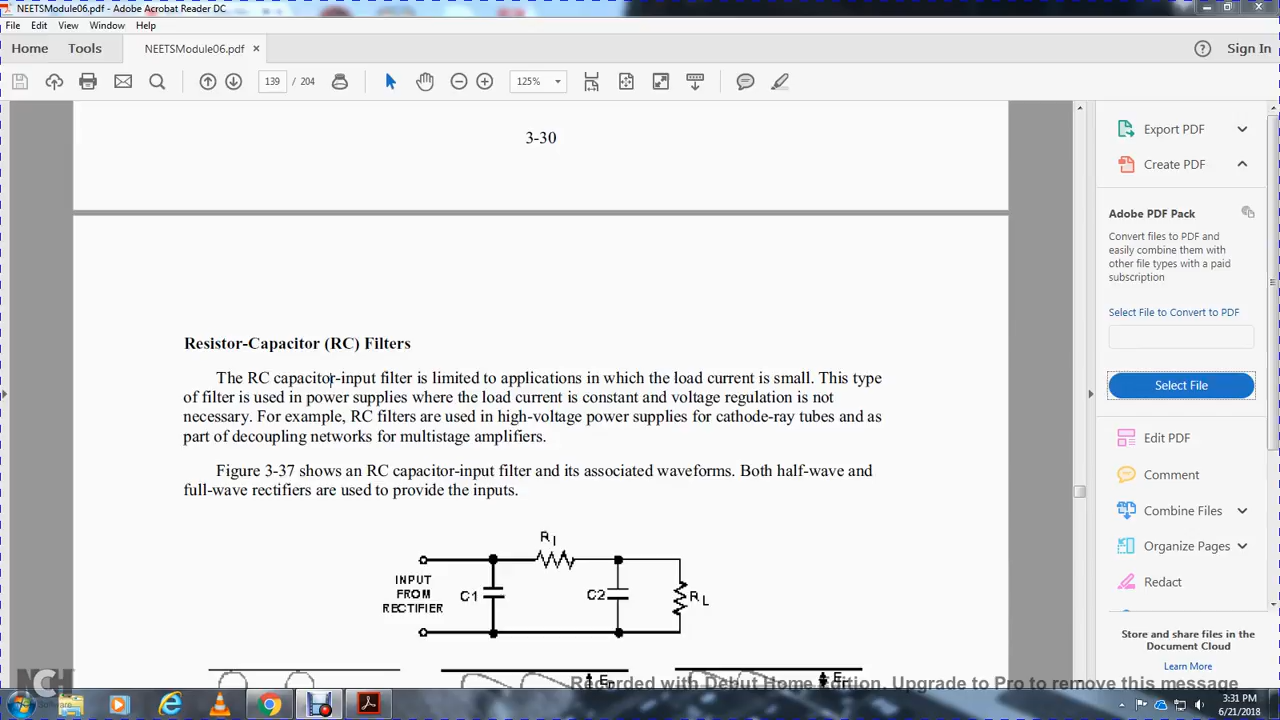 NEETSModule06.pdf - Adobe Acrobat Reader DC
File Edit View Window Help
Home Tools NEETSModule06.pdf × Sign In
139 / 204 125%
3-30
Resistor-Capacitor (RC) Filters
The RC capacitor-input filter is limited to applications in which the load current is small. This type
of filter is used in power supplies where the load current is constant and voltage regulation is not
necessary. For example, RC filters are used in high-voltage power supplies for cathode-ray tubes and as
part of decoupling networks for multistage amplifiers.
Figure 3-37 shows an RC capacitor-input filter and its associated waveforms. Both half-wave and
full-wave rectifiers are used to provide the inputs.
R1
INPUT
FROM
RECTIFIER
C1
C2
RL
Er
Er
Export PDF
Create PDF
Adobe PDF Pack
Convert files to PDF and
easily combine them with
other file types with a paid
subscription
Select File to Convert to PDF
Select File
Edit PDF
Comment
Combine Files
Organize Pages
Redact
Store and share files in the
Document Cloud
Learn More
NCH
Software
Recorded with Debut Home Edition. Upgrade to Pro to remove this message
3:31 PM
6/21/2018